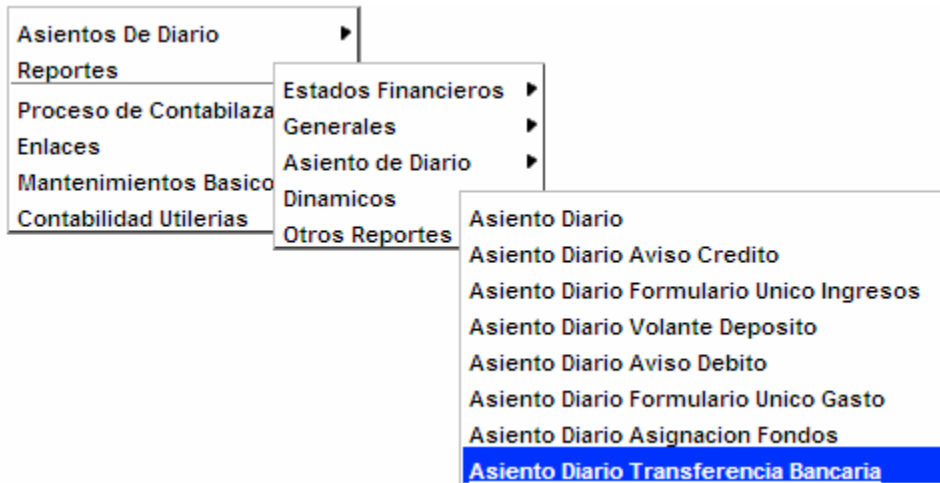 Asientos De Diario
Reportes
Proceso de Contabilaza
Enlaces
Mantenimientos Basico
Contabilidad Utilerias
Estados Financieros
Generales
Asiento de Diario
Dinamicos
Otros Reportes
Asiento Diario
Asiento Diario Aviso Credito
Asiento Diario Formulario Unico Ingresos
Asiento Diario Volante Deposito
Asiento Diario Aviso Debito
Asiento Diario Formulario Unico Gasto
Asiento Diario Asignacion Fondos
Asiento Diario Transferencia Bancaria